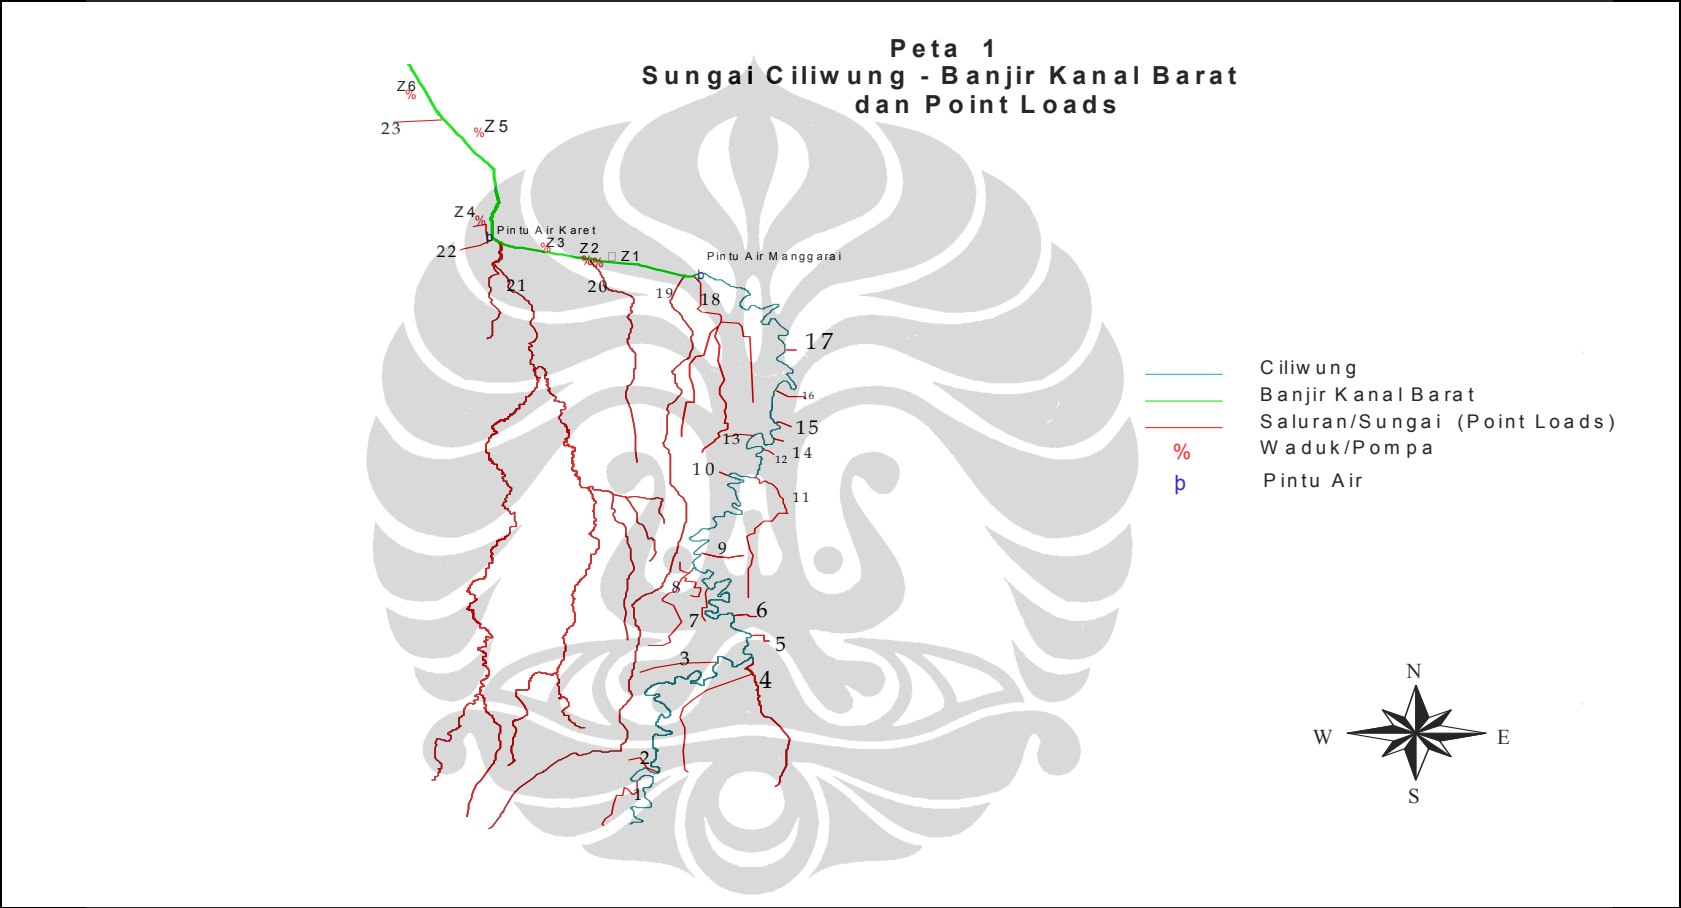 Peta 1
Sungai Ciliwung - Banjir Kanal Barat
dan Point Loads
Z6
%
23
% Z5
Z4
%
þ Pintu Air Karet
22
% Z3
Z2
%%
Z1
Pintu Air Manggarai
þ
21
20
19
18
17
16
15
13
14
12
10
11
9
8
7
6
5
3
4
2
1
Ciliwung
Banjir Kanal Barat
Saluran/Sungai (Point Loads)
% Waduk/Pompa
þ Pintu Air
N
W E
S